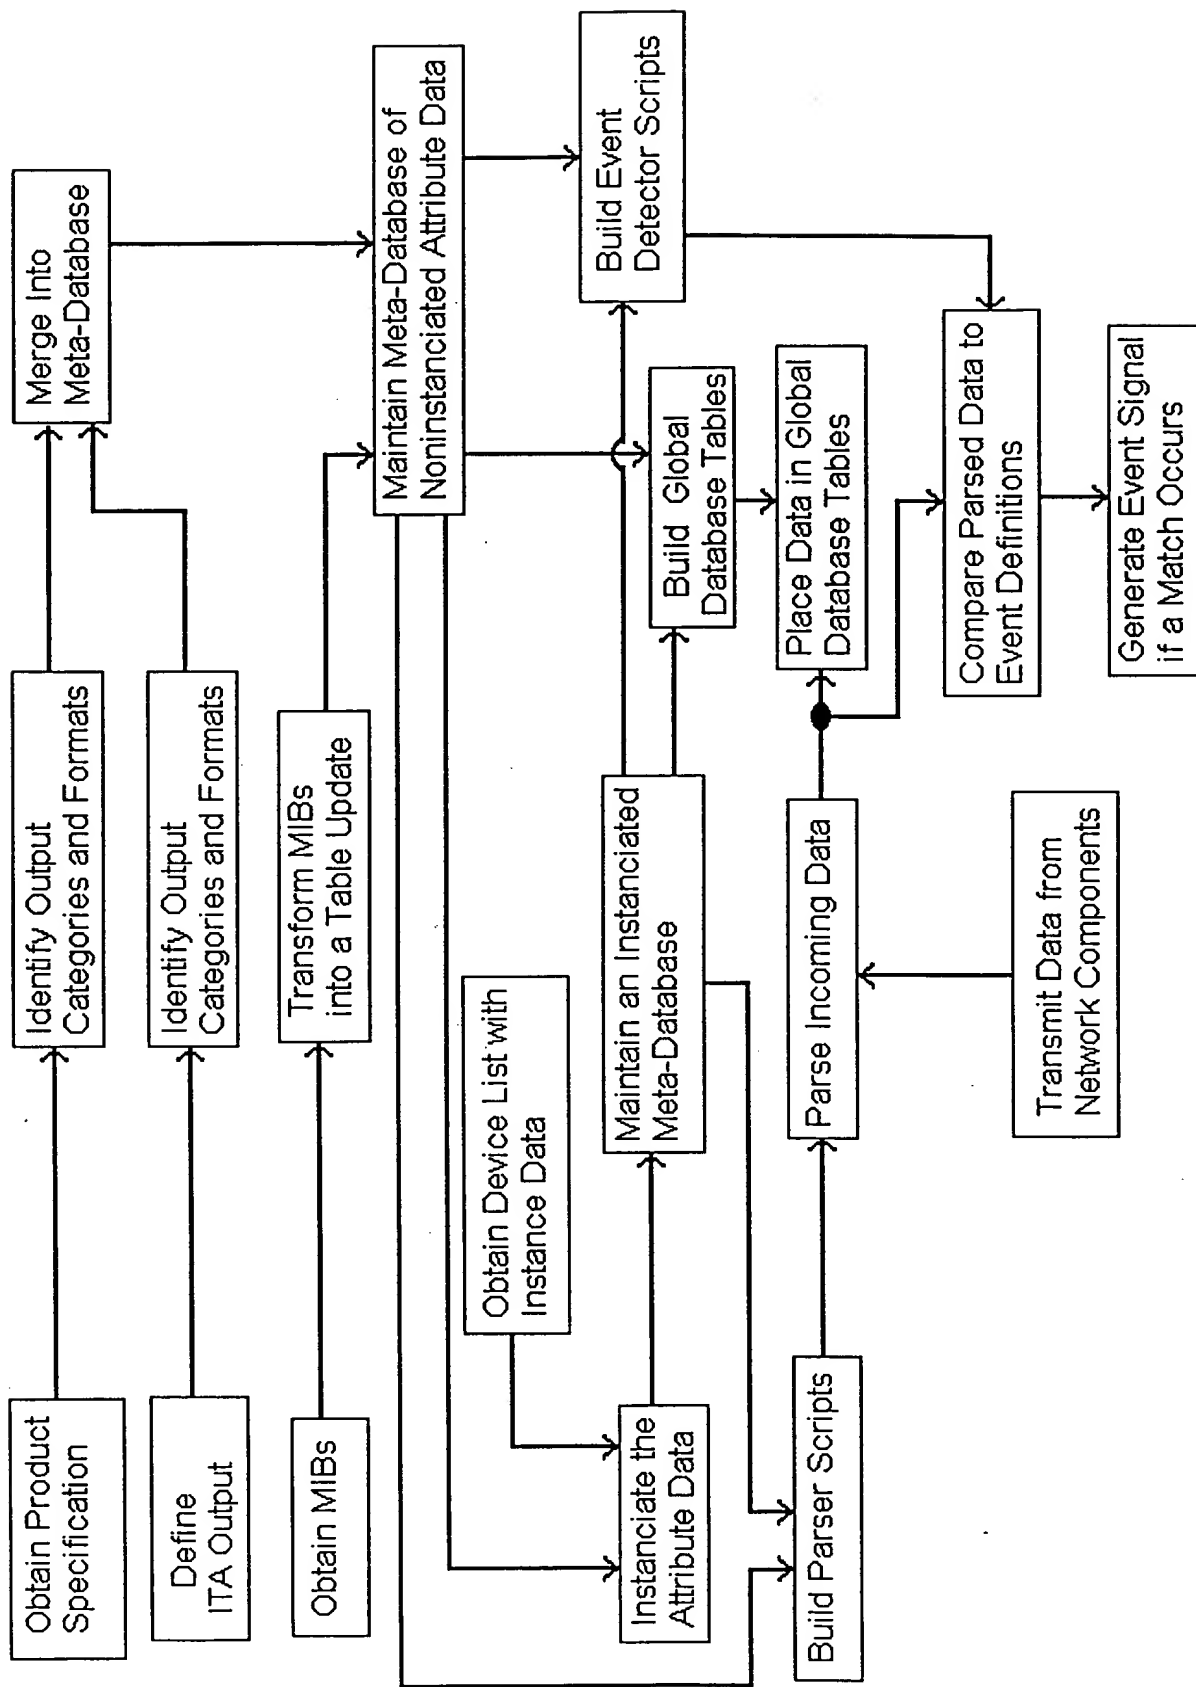 Obtain Product
Specification
Identify Output
Categories and Formats
Merge Into
Meta-Database
Define
ITA Output
Identify Output
Categories and Formats
Obtain MIBs
Transform MIBs
into a Table Update
Maintain Meta-Database of
Noninstanciated Attribute Data
Obtain Device List with
Instance Data
Build Event
Detector Scripts
Instanciate the
Attribute Data
Maintain an Instanciated
Meta-Database
Build Global
Database Tables
Place Data in Global
Database Tables
Build Parser Scripts
Parse Incoming Data
Compare Parsed Data to
Event Definitions
Transmit Data from
Network Components
Generate Event Signal
if a Match Occurs